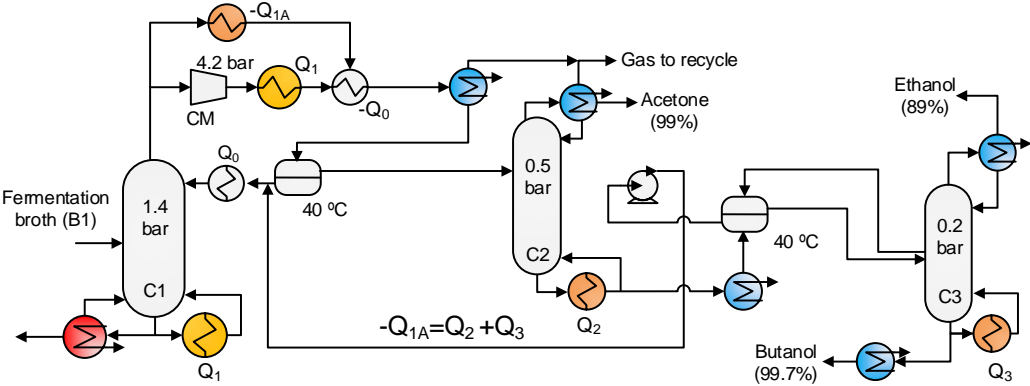 -Q1A
4.2 bar
Q1
CM
-Q0
Gas to recycle
Acetone
(99%)
Ethanol
(89%)
Q0
40 ºC
Fermentation
broth (B1)
1.4
bar
C1
0.5
bar
C2
40 ºC
0.2
bar
C3
Q2
-Q1A=Q2 +Q3
Q1
Butanol
(99.7%)
Q3